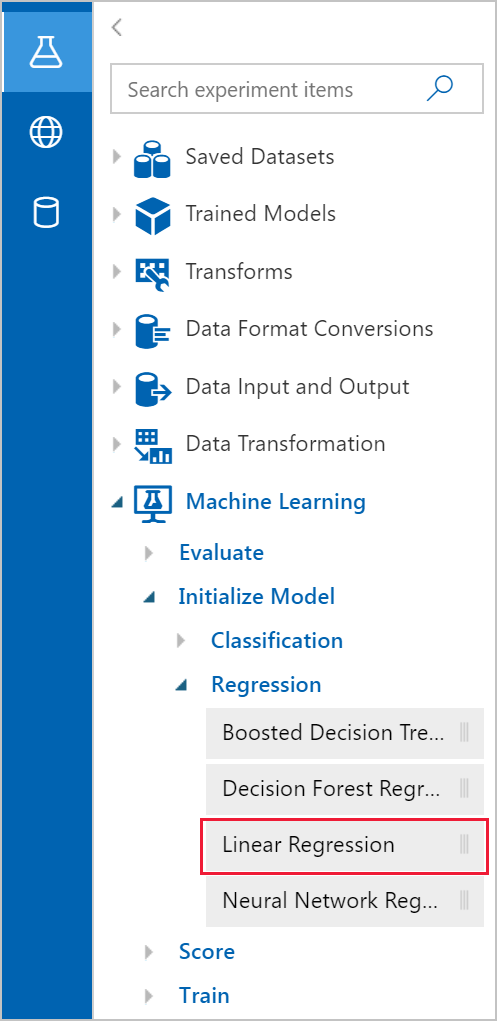 Search experiment items
Saved Datasets
Trained Models
Transforms
Data Format Conversions
Data Input and Output
Data Transformation
Machine Learning
Evaluate
Initialize Model
Classification
Regression
Boosted Decision Tre...
Decision Forest Regr...
Linear Regression
Neural Network Reg...
Score
Train